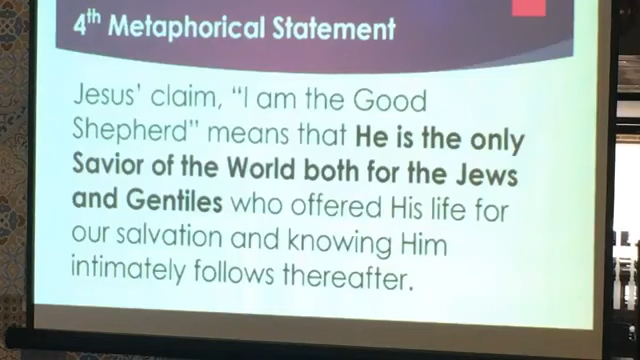 4th Metaphorical Statement
Jesus' claim, "I am the Good
Shepherd" means that He is the only
Savior of the World both for the Jews
and Gentiles who offered His life for
our salvation and knowing Him
intimately follows thereafter.